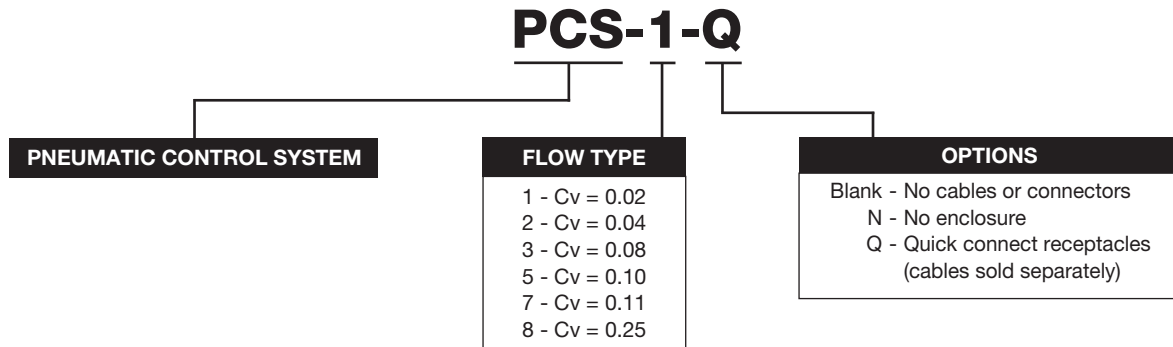 PCS-1-Q
PNEUMATIC CONTROL SYSTEM
FLOW TYPE
1 - Cv = 0.02
2 - Cv = 0.04
3 - Cv = 0.08
5 - Cv = 0.10
7 - Cv = 0.11
8 - Cv = 0.25
OPTIONS
Blank - No cables or connectors
N - No enclosure
Q - Quick connect receptacles
(cables sold separately)